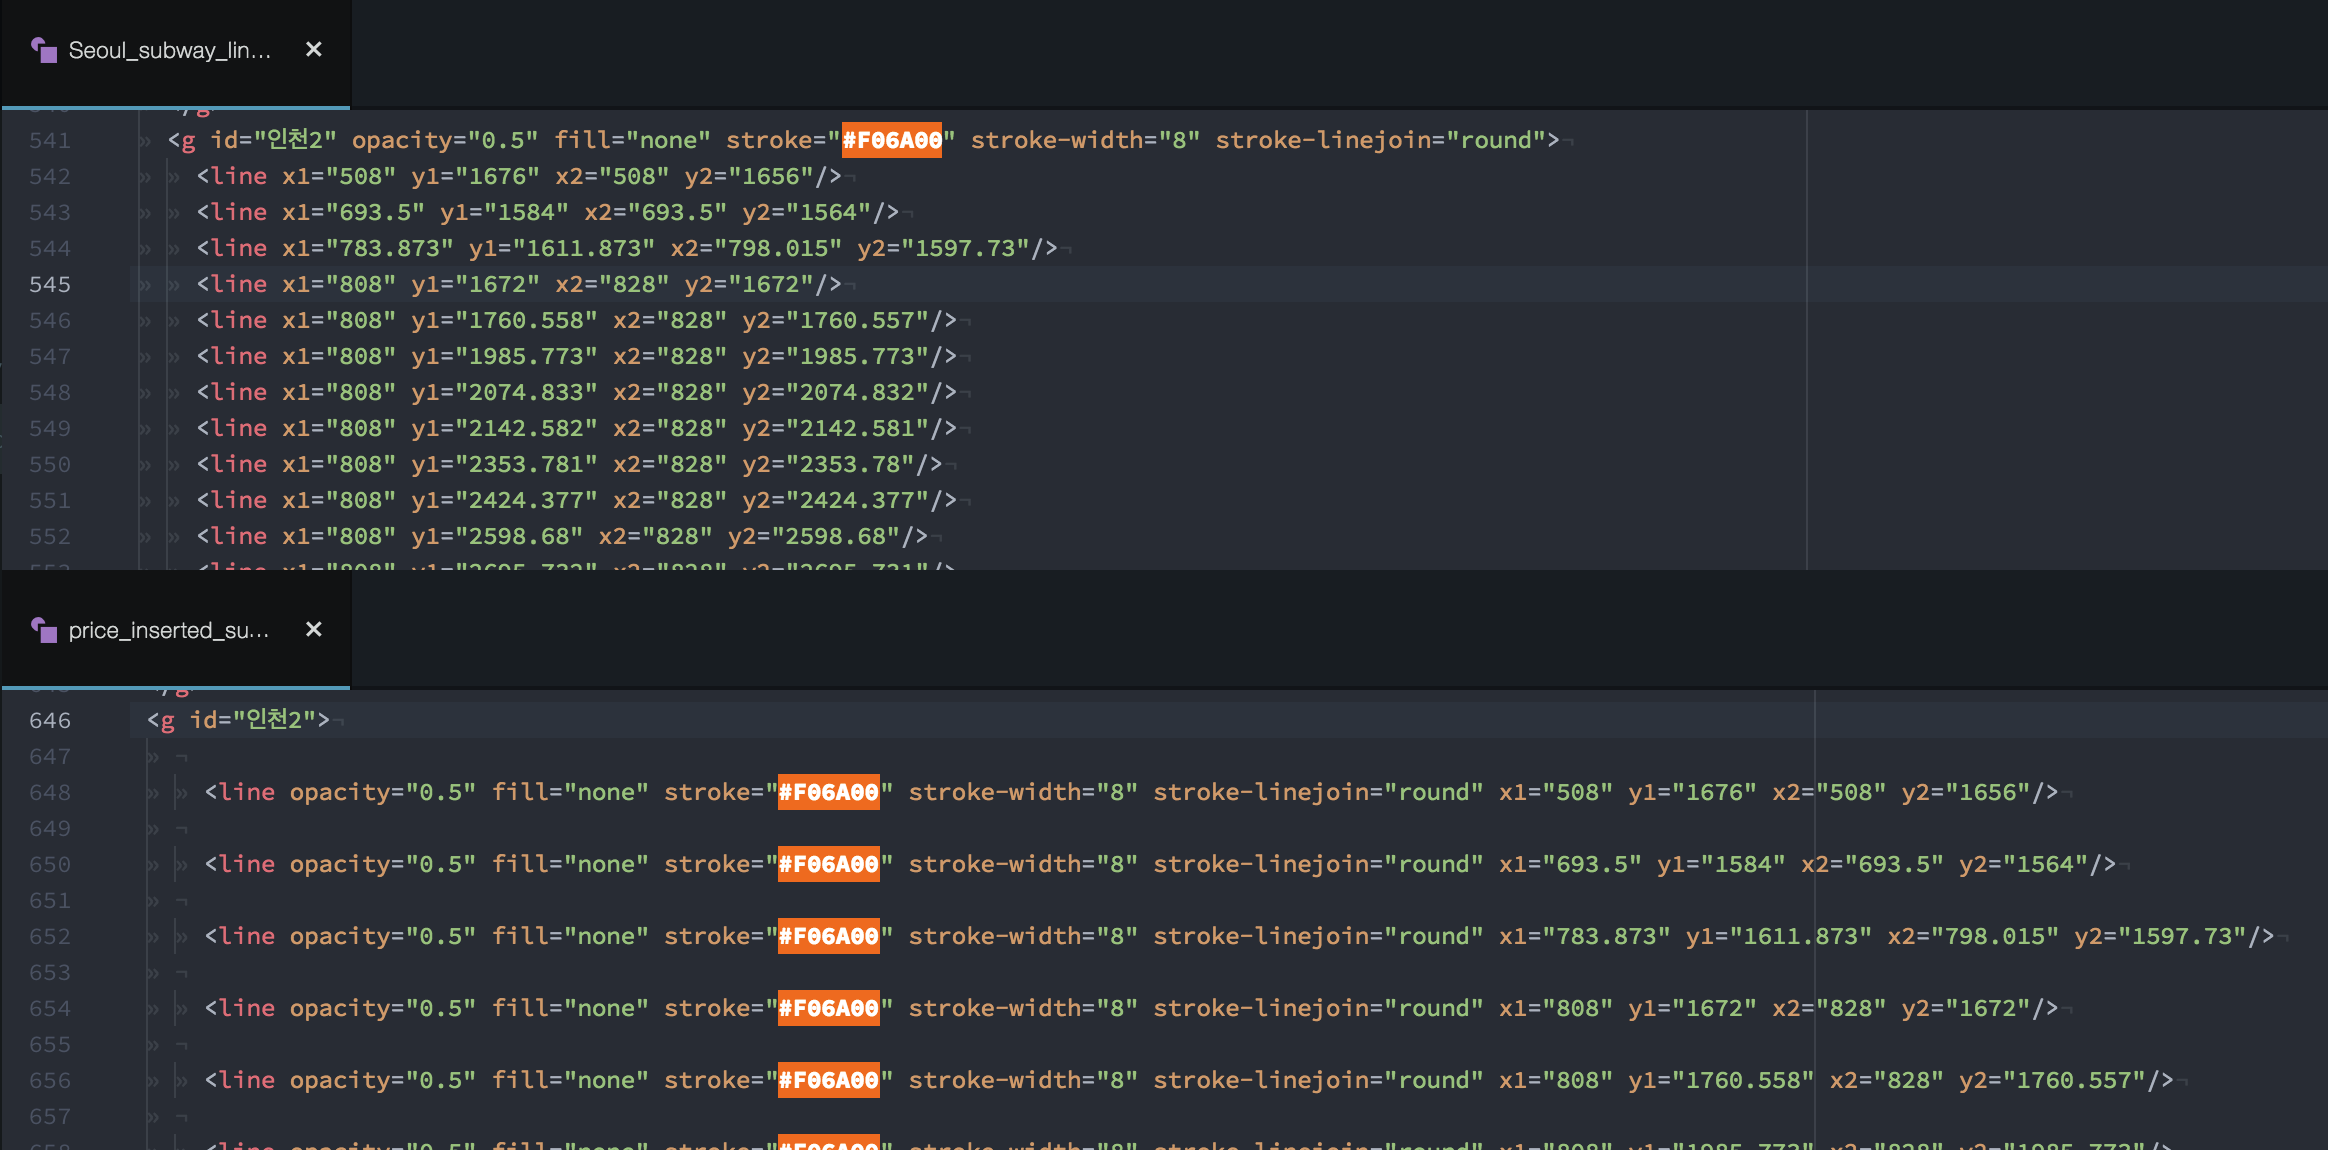 Seoul_subway_lin... ×
541 <g id="인천2" opacity="0.5" fill="none" stroke="#F06A00" stroke-width="8" stroke-linejoin="round">
542 <line x1="508" y1="1676" x2="508" y2="1656"/>
543 <line x1="693.5" y1="1584" x2="693.5" y2="1564"/>
544 <line x1="783.873" y1="1611.873" x2="798.015" y2="1597.73"/>
545 <line x1="808" y1="1672" x2="828" y2="1672"/>
546 <line x1="808" y1="1760.558" x2="828" y2="1760.557"/>
547 <line x1="808" y1="1985.773" x2="828" y2="1985.773"/>
548 <line x1="808" y1="2074.833" x2="828" y2="2074.832"/>
549 <line x1="808" y1="2142.582" x2="828" y2="2142.581"/>
550 <line x1="808" y1="2353.781" x2="828" y2="2353.78"/>
551 <line x1="808" y1="2424.377" x2="828" y2="2424.377"/>
552 <line x1="808" y1="2598.68" x2="828" y2="2598.68"/>
price_inserted_su... ×
646 <g id="인천2">
647
648 <line opacity="0.5" fill="none" stroke="#F06A00" stroke-width="8" stroke-linejoin="round" x1="508" y1="1676" x2="508" y2="1656"/>
649
650 <line opacity="0.5" fill="none" stroke="#F06A00" stroke-width="8" stroke-linejoin="round" x1="693.5" y1="1584" x2="693.5" y2="1564"/>
651
652 <line opacity="0.5" fill="none" stroke="#F06A00" stroke-width="8" stroke-linejoin="round" x1="783.873" y1="1611.873" x2="798.015" y2="1597.73"/>
653
654 <line opacity="0.5" fill="none" stroke="#F06A00" stroke-width="8" stroke-linejoin="round" x1="808" y1="1672" x2="828" y2="1672"/>
655
656 <line opacity="0.5" fill="none" stroke="#F06A00" stroke-width="8" stroke-linejoin="round" x1="808" y1="1760.558" x2="828" y2="1760.557"/>
657